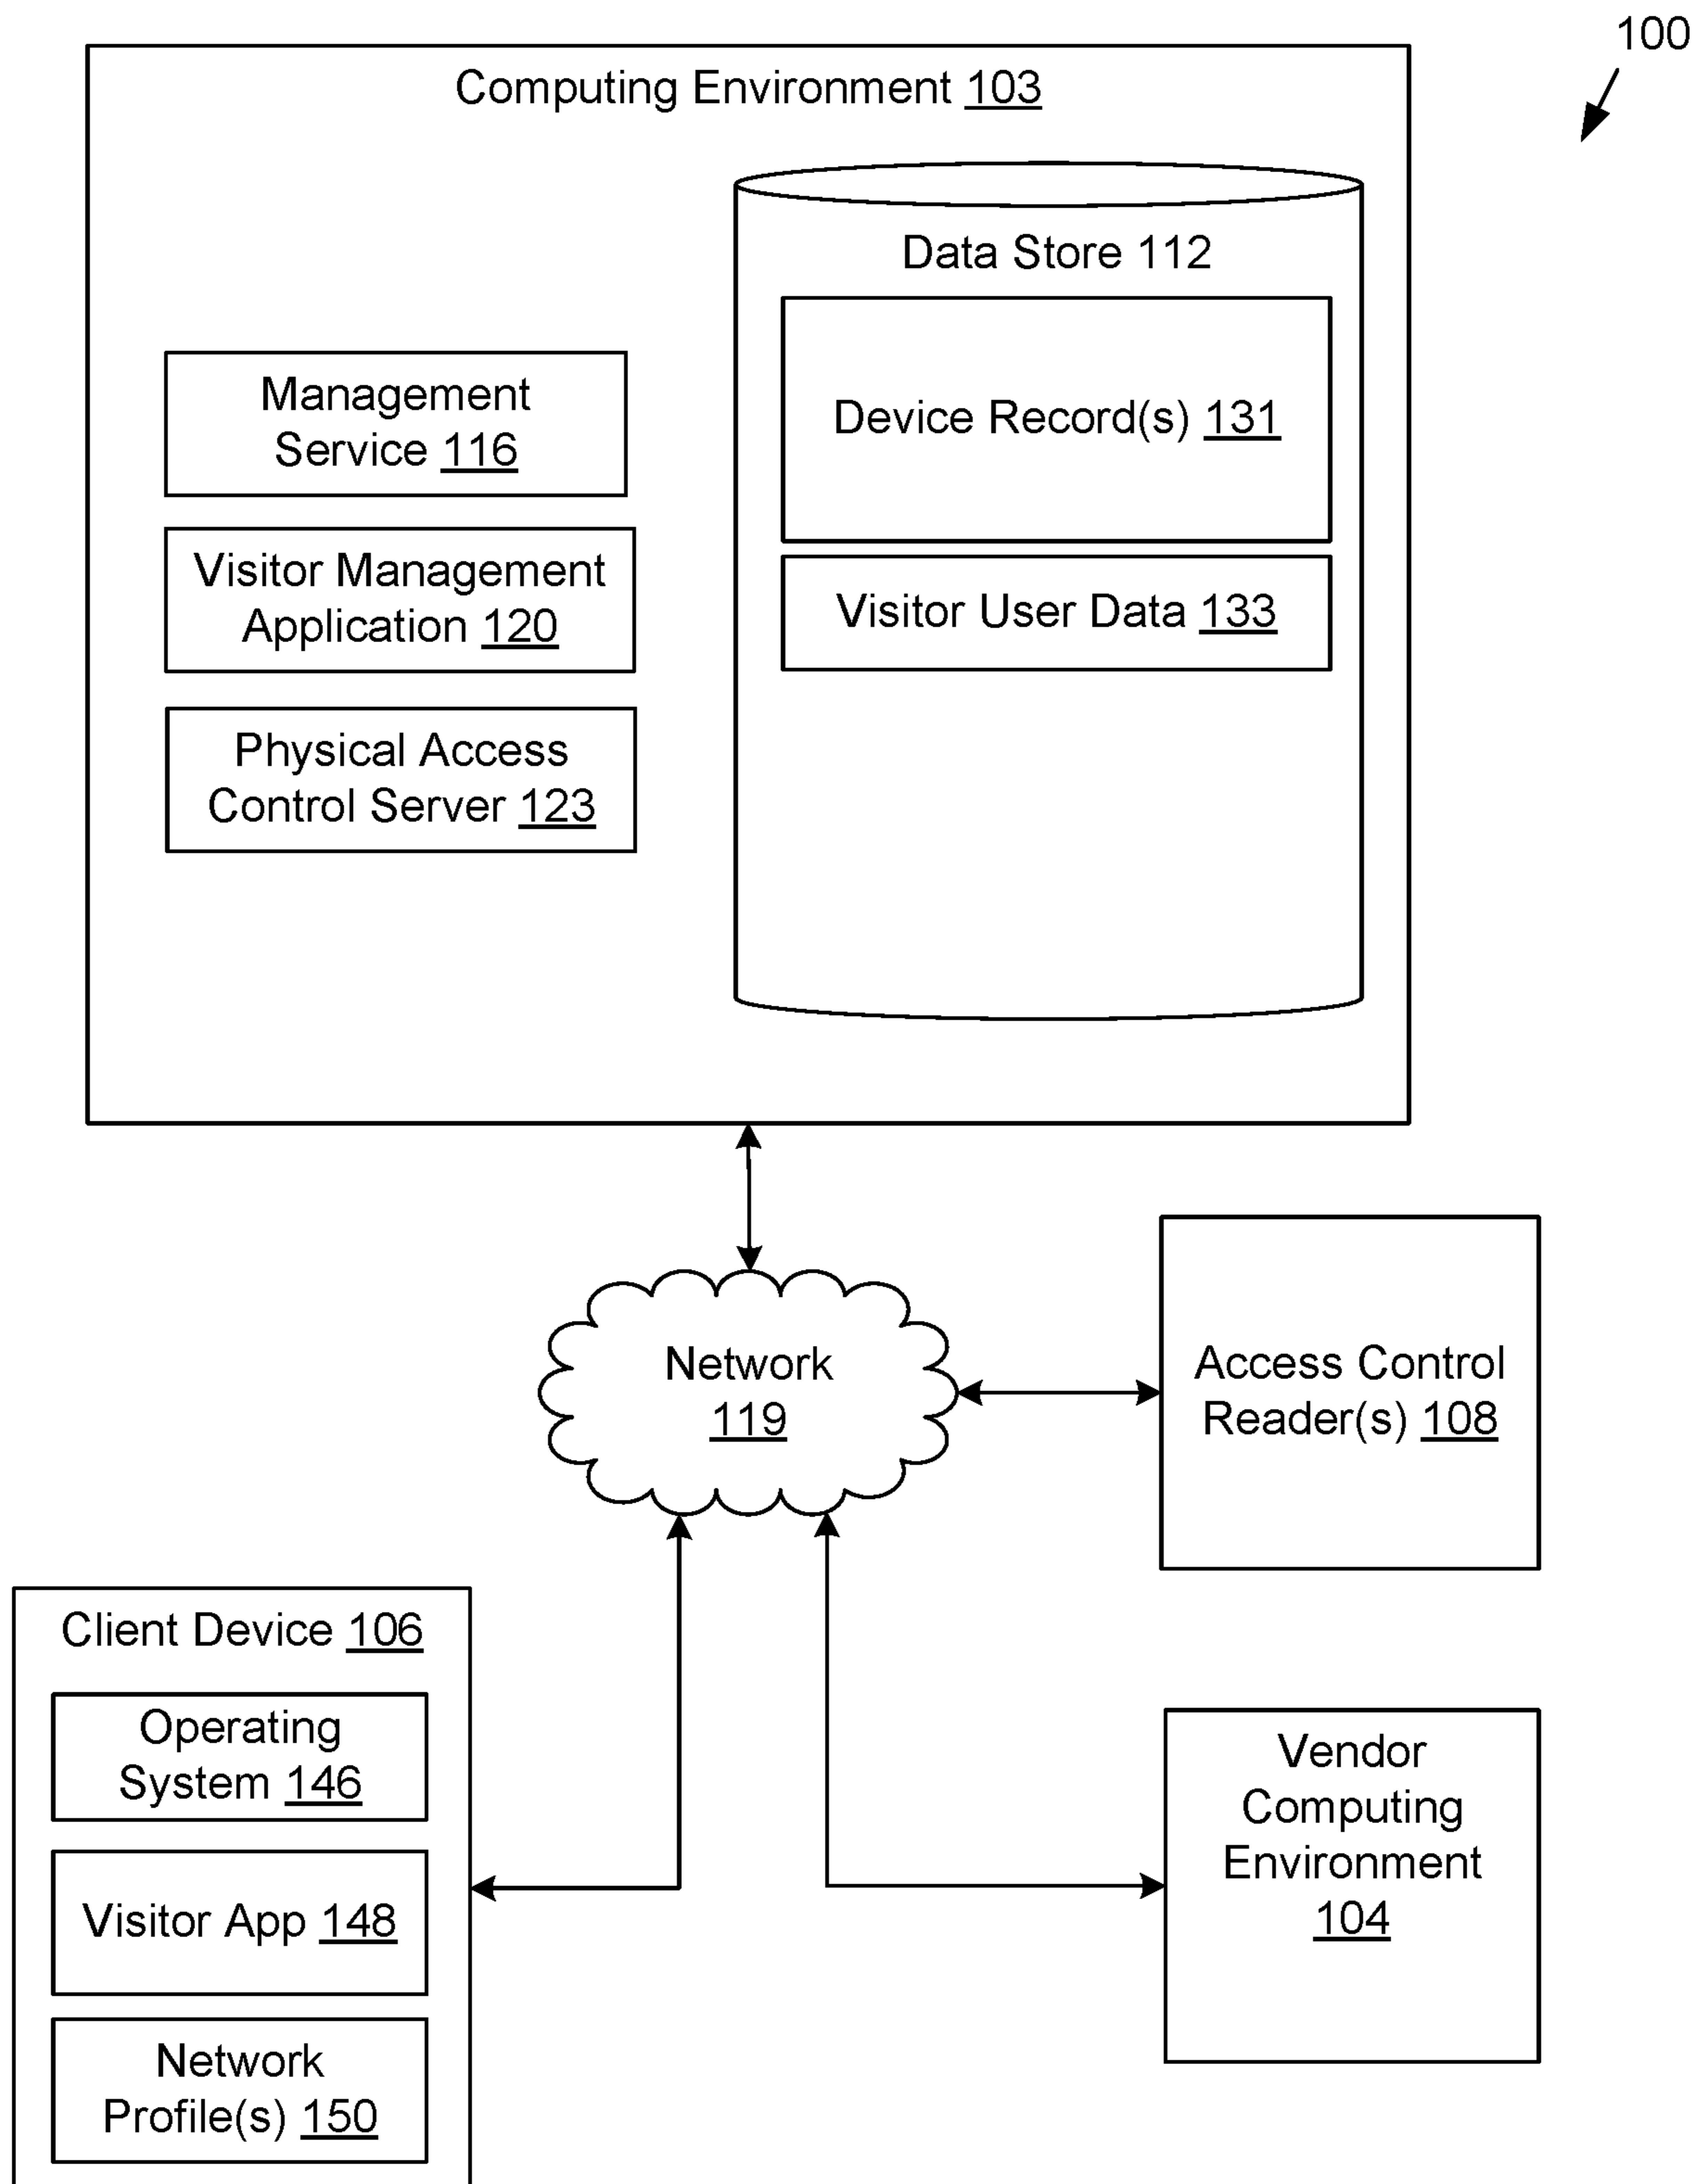 100
Computing Environment 103
Data Store 112
Device Record(s) 131
Visitor User Data 133
Management
Service 116
Visitor Management
Application 120
Physical Access
Control Server 123
Network
119
Access Control
Reader(s) 108
Client Device 106
Operating
System 146
Visitor App 148
Network
Profile(s) 150
Vendor
Computing
Environment
104